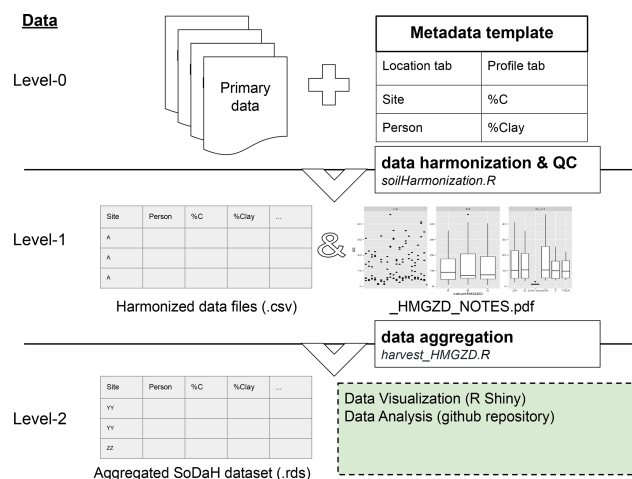 Data
Level-0
Primary
data
Metadata template
Location tab Profile tab
Site %C
Person %Clay
data harmonization & QC
soilHarmonization.R
Level-1
Site Person %C %Clay ...
A
A
A
&
Harmonized data files (.csv)
_HMGZD_NOTES.pdf
data aggregation
harvest_HMGZD.R
Level-2
Site Person %C %Clay ...
YY
YY
ZZ
Aggregated SoDaH dataset (.rds)
Data Visualization (R Shiny)
Data Analysis (github repository)